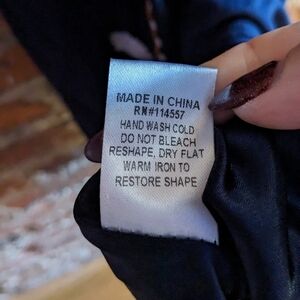 MADE IN CHINA
RN#114557
HAND WASH COLD
DO NOT BLEACH
RESHAPE, DRY FLAT
WARM IRON TO
RESTORE SHAPE